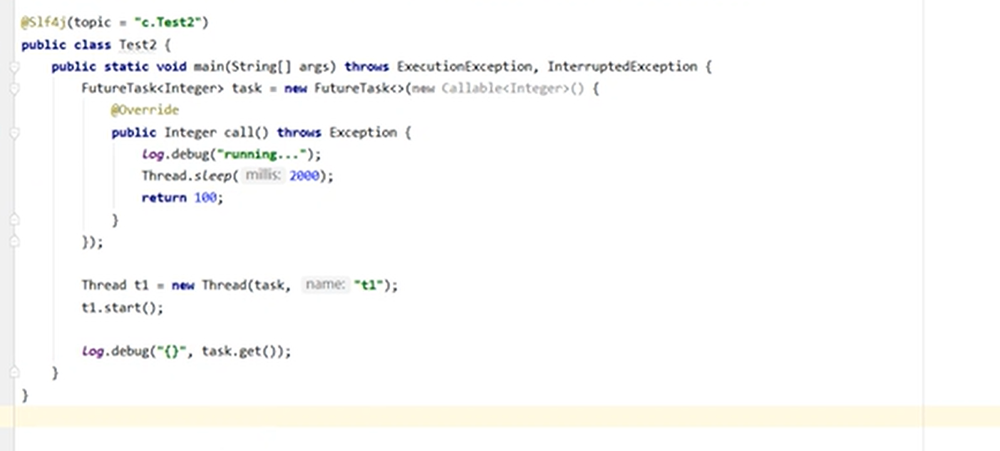 @Slf4j(topic = "c.Test2")
public class Test2 {
public static void main(String[] args) throws ExecutionException, InterruptedException {
FutureTask<Integer> task = new FutureTask<>(new Callable<Integer>() {
@Override
public Integer call() throws Exception {
log.debug("running...");
Thread.sleep( millis: 2000);
return 100;
}
});
Thread t1 = new Thread(task, name: "t1");
t1.start();
log.debug("{}", task.get());
}
}